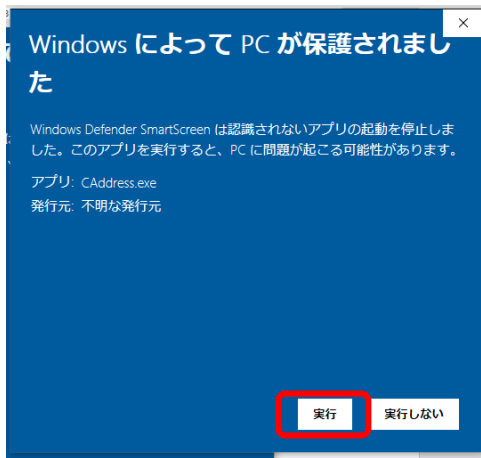 Windows によって PC が保護されまし
た
Windows Defender SmartScreen は認識されないアプリの起動を停止しま
した。このアプリを実行すると、PC に問題が起こる可能性があります。
アプリ: CAddress.exe
発行元: 不明な発行元
実行 実行しない